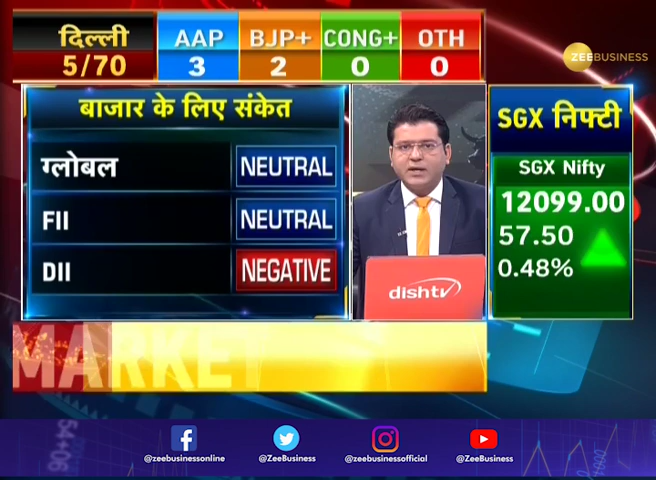 दिल्ली
5/70
AAP
3
BJP+
2
CONG+
0
OTH
0
ZEEBUSINESS
बाजार के लिए संकेत
ग्लोबल NEUTRAL
FII NEUTRAL
DII NEGATIVE
dishtv
SGX निफ्टी
SGX Nifty
12099.00
57.50
0.48%
MARKET
@zeebusinessonline
@ZeeBusiness
@zeebusinessofficial
@ZeeBusiness